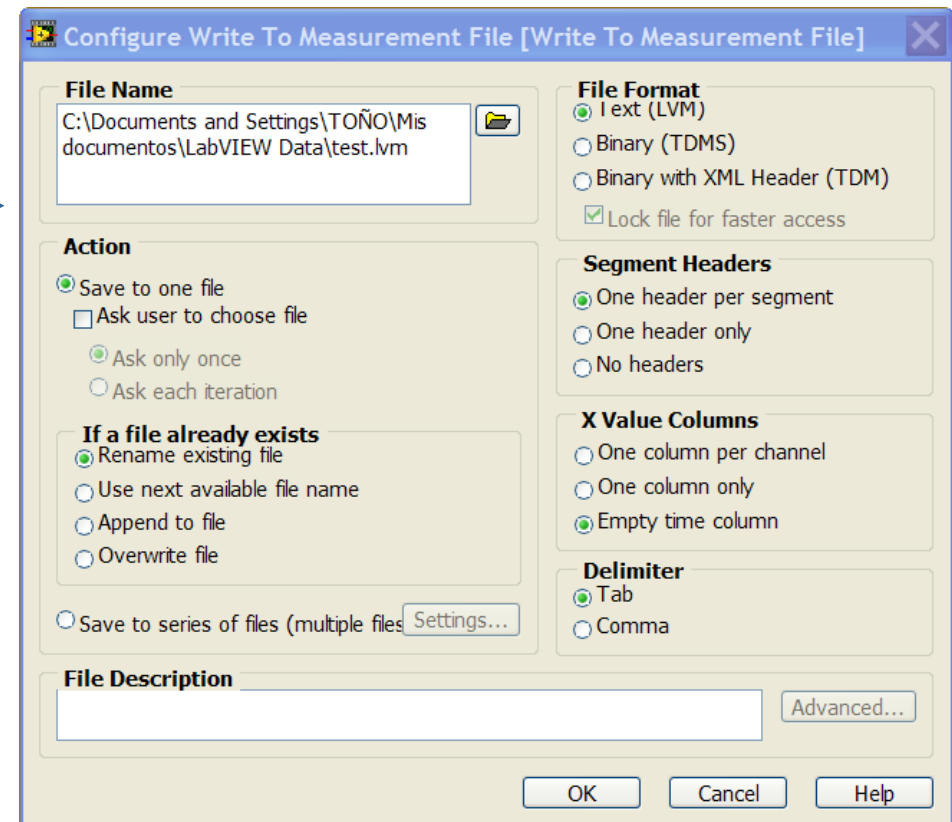 Configure Write To Measurement File [Write To Measurement File]
File Name
C:\Documents and Settings\TOÑO\Mis
documentos\LabVIEW Data\test.lvm
Action
Save to one file
Ask user to choose file
Ask only once
Ask each iteration
If a file already exists
Rename existing file
Use next available file name
Append to file
Overwrite file
Save to series of files (multiple files
Settings...
File Format
Text (LVM)
Binary (TDMS)
Binary with XML Header (TDM)
Lock file for faster access
Segment Headers
One header per segment
One header only
No headers
X Value Columns
One column per channel
One column only
Empty time column
Delimiter
Tab
Comma
File Description
Advanced...
OK
Cancel
Help